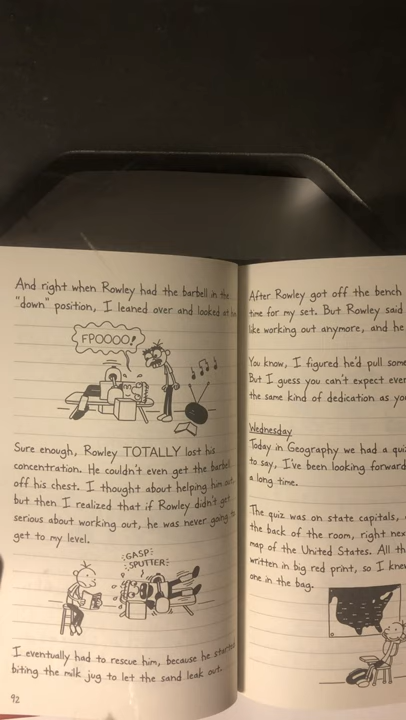 And right when Rowley had the barbell in the
"down" position, I leaned over and looked at
FPOOOO!
Sure enough, Rowley TOTALLY lost his
concentration. He couldn't even get the barbell
off his chest. I thought about helping him out,
but then I realized that if Rowley didn't get
serious about working out, he was never going to
get to my level.
GASP!
SPUTTER!
I eventually had to rescue him, because he started
biting the milk jug to let the sand leak out.
92
After Rowley got off the bench
time for my set. But Rowley said
like working out anymore, and he
You know, I figured he'd pull some
But I guess you can't expect
the same kind of dedication as
Wednesday
Today in Geography we had a
to say, I've been looking forward
a long time.
The quiz was on state capitals,
the back of the room, right
map of the United States. All
written in big red print, so I
one in the bag.